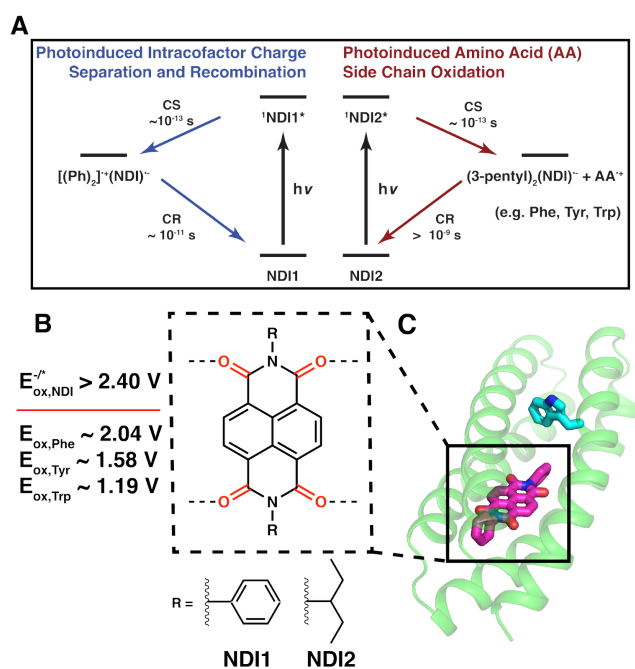 A
Photoinduced Intracofactor Charge
Separation and Recombination
Photoinduced Amino Acid (AA)
Side Chain Oxidation
CS
~10⁻¹³ s
¹NDI1*
¹NDI2*
CS
~ 10⁻¹³ s
[(Ph)₂]·⁺(NDI)·⁻
hν
hν
(3-pentyl)₂(NDI)·⁻ + AA·⁺
(e.g. Phe, Tyr, Trp)
CR
~ 10⁻¹¹ s
CR
> 10⁻⁹ s
NDI1
NDI2
B
C
E⁻/*ox,NDI > 2.40 V
Eox,Phe ~ 2.04 V
Eox,Tyr ~ 1.58 V
Eox,Trp ~ 1.19 V
R
N
O
O
O
O
N
R
R =
NDI1
NDI2